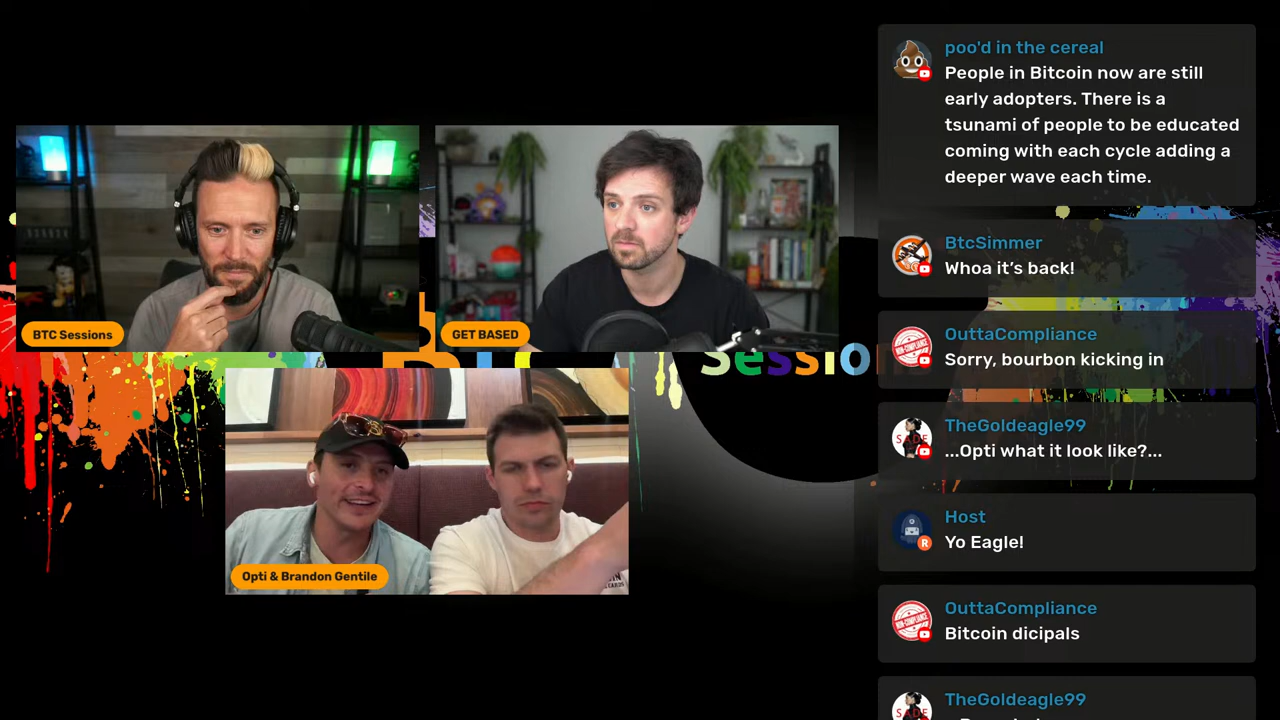 BTC Sessions
GET BASED
Session
Opti & Brandon Gentile
poo'd in the cereal
People in Bitcoin now are still
early adopters. There is a
tsunami of people to be educated
coming with each cycle adding a
deeper wave each time.
BtcSimmer
Whoa it's back!
OuttaCompliance
Sorry, bourbon kicking in
TheGoldeagle99
SADE
...Opti what it look like?...
Host
R
Yo Eagle!
OuttaCompliance
Bitcoin dicipals
TheGoldeagle99
SADE